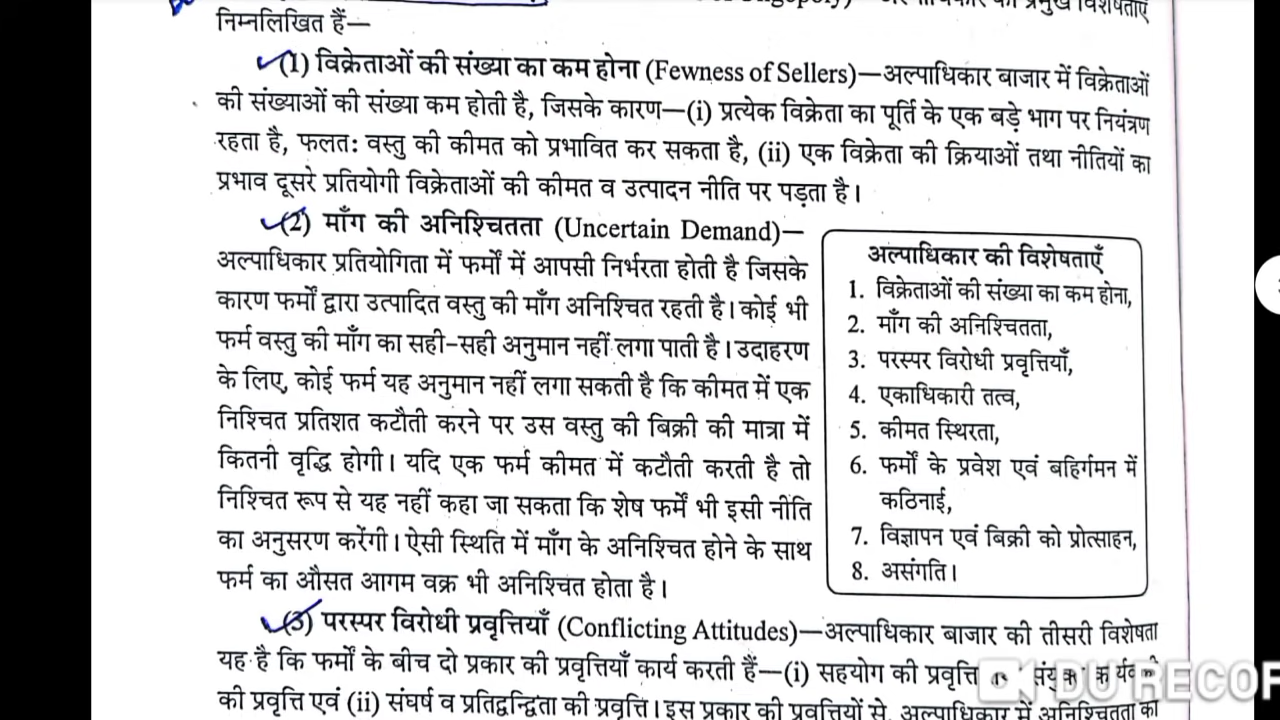 अल्पाधिकार की प्रमुख विशेषताएँ
निम्नलिखित हैं—
(1) विक्रेताओं की संख्या का कम होना (Fewness of Sellers)—अल्पाधिकार बाजार में विक्रेताओं
की संख्याओं की संख्या कम होती है, जिसके कारण—(i) प्रत्येक विक्रेता का पूर्ति के एक बड़े भाग पर नियंत्रण
रहता है, फलतः वस्तु की कीमत को प्रभावित कर सकता है, (ii) एक विक्रेता की क्रियाओं तथा नीतियों का
प्रभाव दूसरे प्रतियोगी विक्रेताओं की कीमत व उत्पादन नीति पर पड़ता है।
(2) माँग की अनिश्चितता (Uncertain Demand)—
अल्पाधिकार प्रतियोगिता में फर्मों में आपसी निर्भरता होती है जिसके
कारण फर्मों द्वारा उत्पादित वस्तु की माँग अनिश्चित रहती है। कोई भी
फर्म वस्तु की माँग का सही-सही अनुमान नहीं लगा पाती है। उदाहरण
के लिए, कोई फर्म यह अनुमान नहीं लगा सकती है कि कीमत में एक
निश्चित प्रतिशत कटौती करने पर उस वस्तु की बिक्री की मात्रा में
कितनी वृद्धि होगी। यदि एक फर्म कीमत में कटौती करती है तो
निश्चित रूप से यह नहीं कहा जा सकता कि शेष फर्में भी इसी नीति
का अनुसरण करेंगी। ऐसी स्थिति में माँग के अनिश्चित होने के साथ
फर्म का औसत आगम वक्र भी अनिश्चित होता है।
अल्पाधिकार की विशेषताएँ
1. विक्रेताओं की संख्या का कम होना,
2. माँग की अनिश्चितता,
3. परस्पर विरोधी प्रवृत्तियाँ,
4. एकाधिकारी तत्व,
5. कीमत स्थिरता,
6. फर्मों के प्रवेश एवं बहिर्गमन में
कठिनाई,
7. विज्ञापन एवं बिक्री को प्रोत्साहन,
8. असंगति।
(3) परस्पर विरोधी प्रवृत्तियाँ (Conflicting Attitudes)—अल्पाधिकार बाजार की तीसरी विशेषता
यह है कि फर्मों के बीच दो प्रकार की प्रवृत्तियाँ कार्य करती हैं—(i) सहयोग की प्रवृत्ति
की प्रवृत्ति एवं (ii) संघर्ष व प्रतिद्वन्द्विता की प्रवृत्ति। इस प्रकार की प्रवृत्तियों से, अल्पाधिकार में अनिश्चितता का
DU RECOR